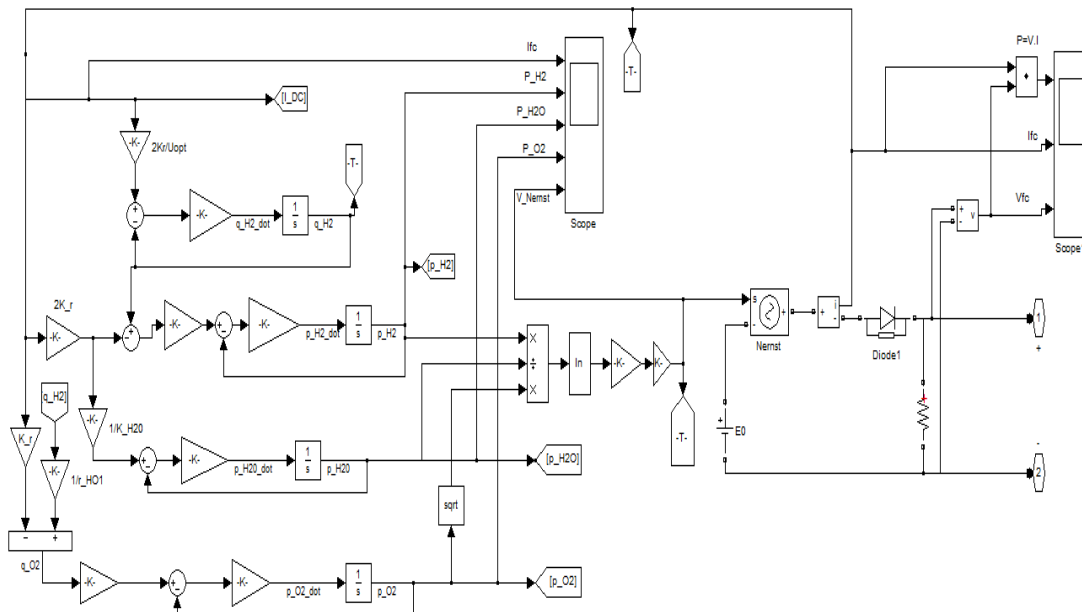 Ifc
P_H2
P_H2O
P_O2
V_Nernst
Scope
-T-
P=V.I
Ifc
Vfc
Scope1
[I_DC]
-K-
2Kr/Uopt
-T-
+
-
-K-
q_H2_dot
1
s
q_H2
[p_H2]
2K_r
-K-
+
-K-
+
-
-K-
p_H2_dot
1
s
p_H2
X
÷
X
ln
-K-
-K-
-T-
s
-
Nernst
+
i
-
Diode1
+
-
v
1
+
+
E0
-
2
q_H2]
-K-
1/K_H20
K_r
-K-
1/r_HO1
+
-
-K-
p_H20_dot
1
s
p_H20
[p_H2O]
sqrt
-
+
q_O2
-K-
+
-
-K-
p_O2_dot
1
s
p_O2
[p_O2]